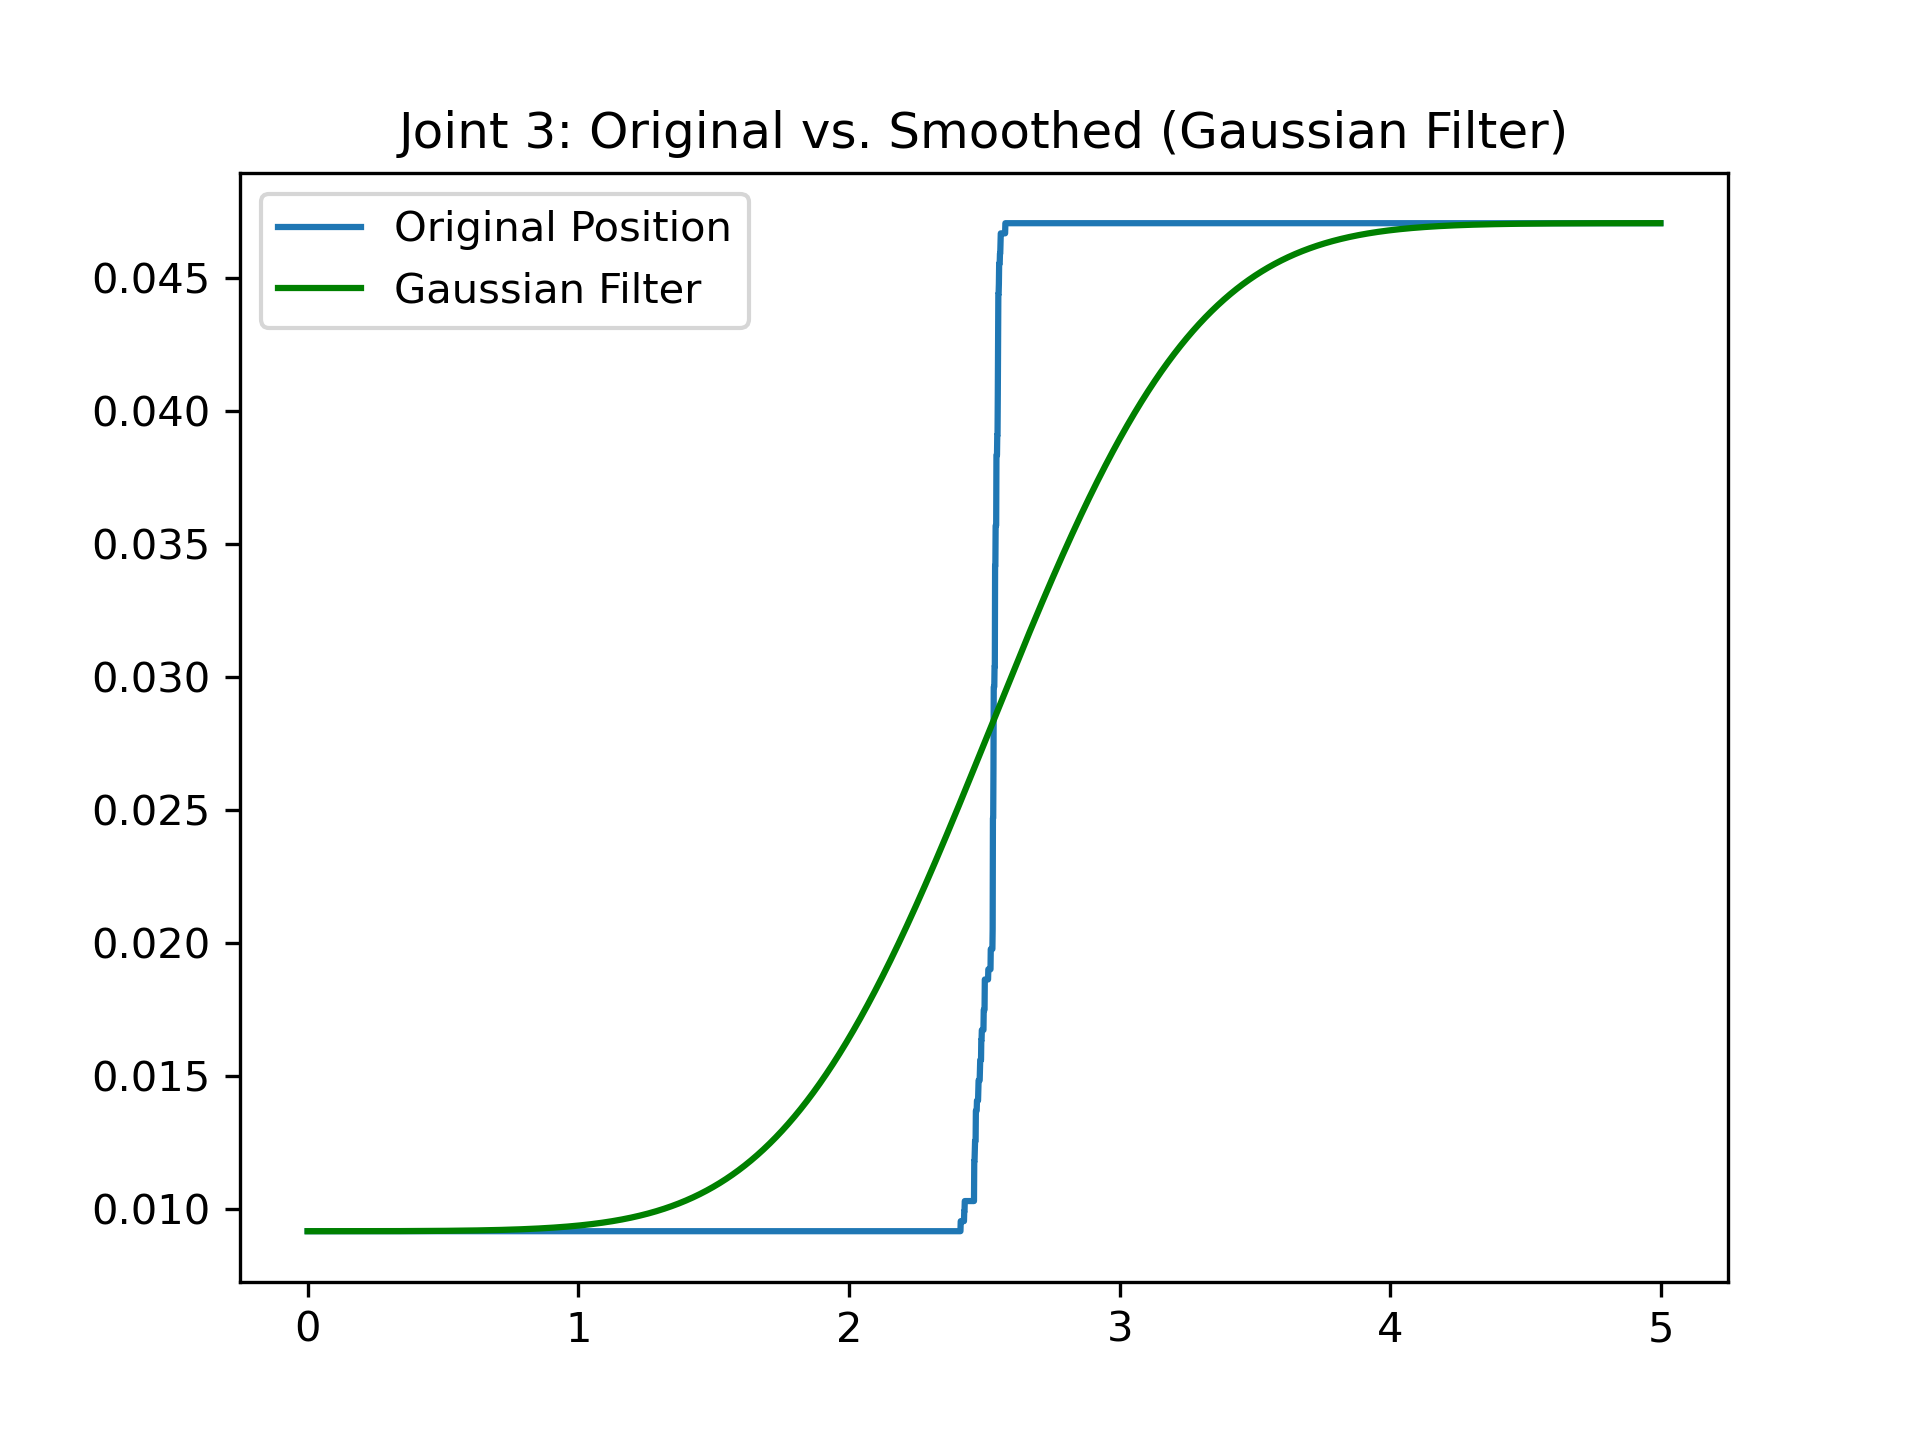 Joint 3: Original vs. Smoothed (Gaussian Filter)
Original Position
Gaussian Filter
0.045
0.040
0.035
0.030
0.025
0.020
0.015
0.010
0 1 2 3 4 5